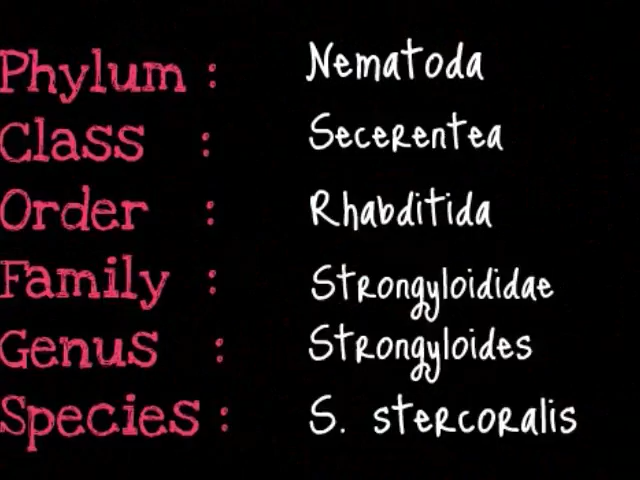 Phylum : Nematoda
Class : Secerentea
Order : Rhabditida
Family : Strongyloididae
Genus : Strongyloides
Species : S. stercoralis